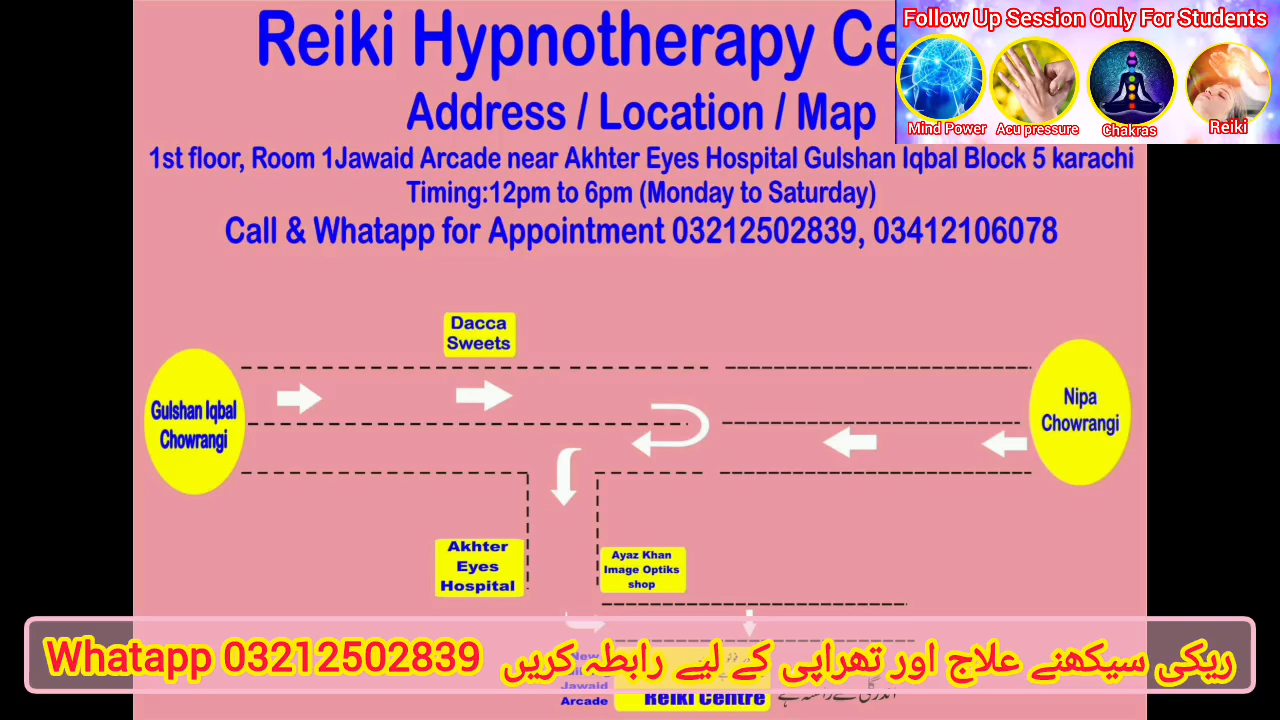 Reiki Hypnotherapy
Follow Up Session Only For Students
Mind Power
Acu pressure
Chakras
Reiki
Address / Location / Map
1st floor, Room 1Jawaid Arcade near Akhter Eyes Hospital Gulshan Iqbal Block 5 karachi
Timing:12pm to 6pm (Monday to Saturday)
Call & Whatapp for Appointment 03212502839, 03412106078
Dacca
Sweets
Gulshan Iqbal
Chowrangi
Nipa
Chowrangi
Akhter
Eyes
Hospital
Ayaz Khan
Image Optiks
shop
Whatapp 03212502839 ریکی سیکھنے علاج اور تھراپی کے لیے رابطہ کریں
New
Jawaid
Arcade
Reiki Centre